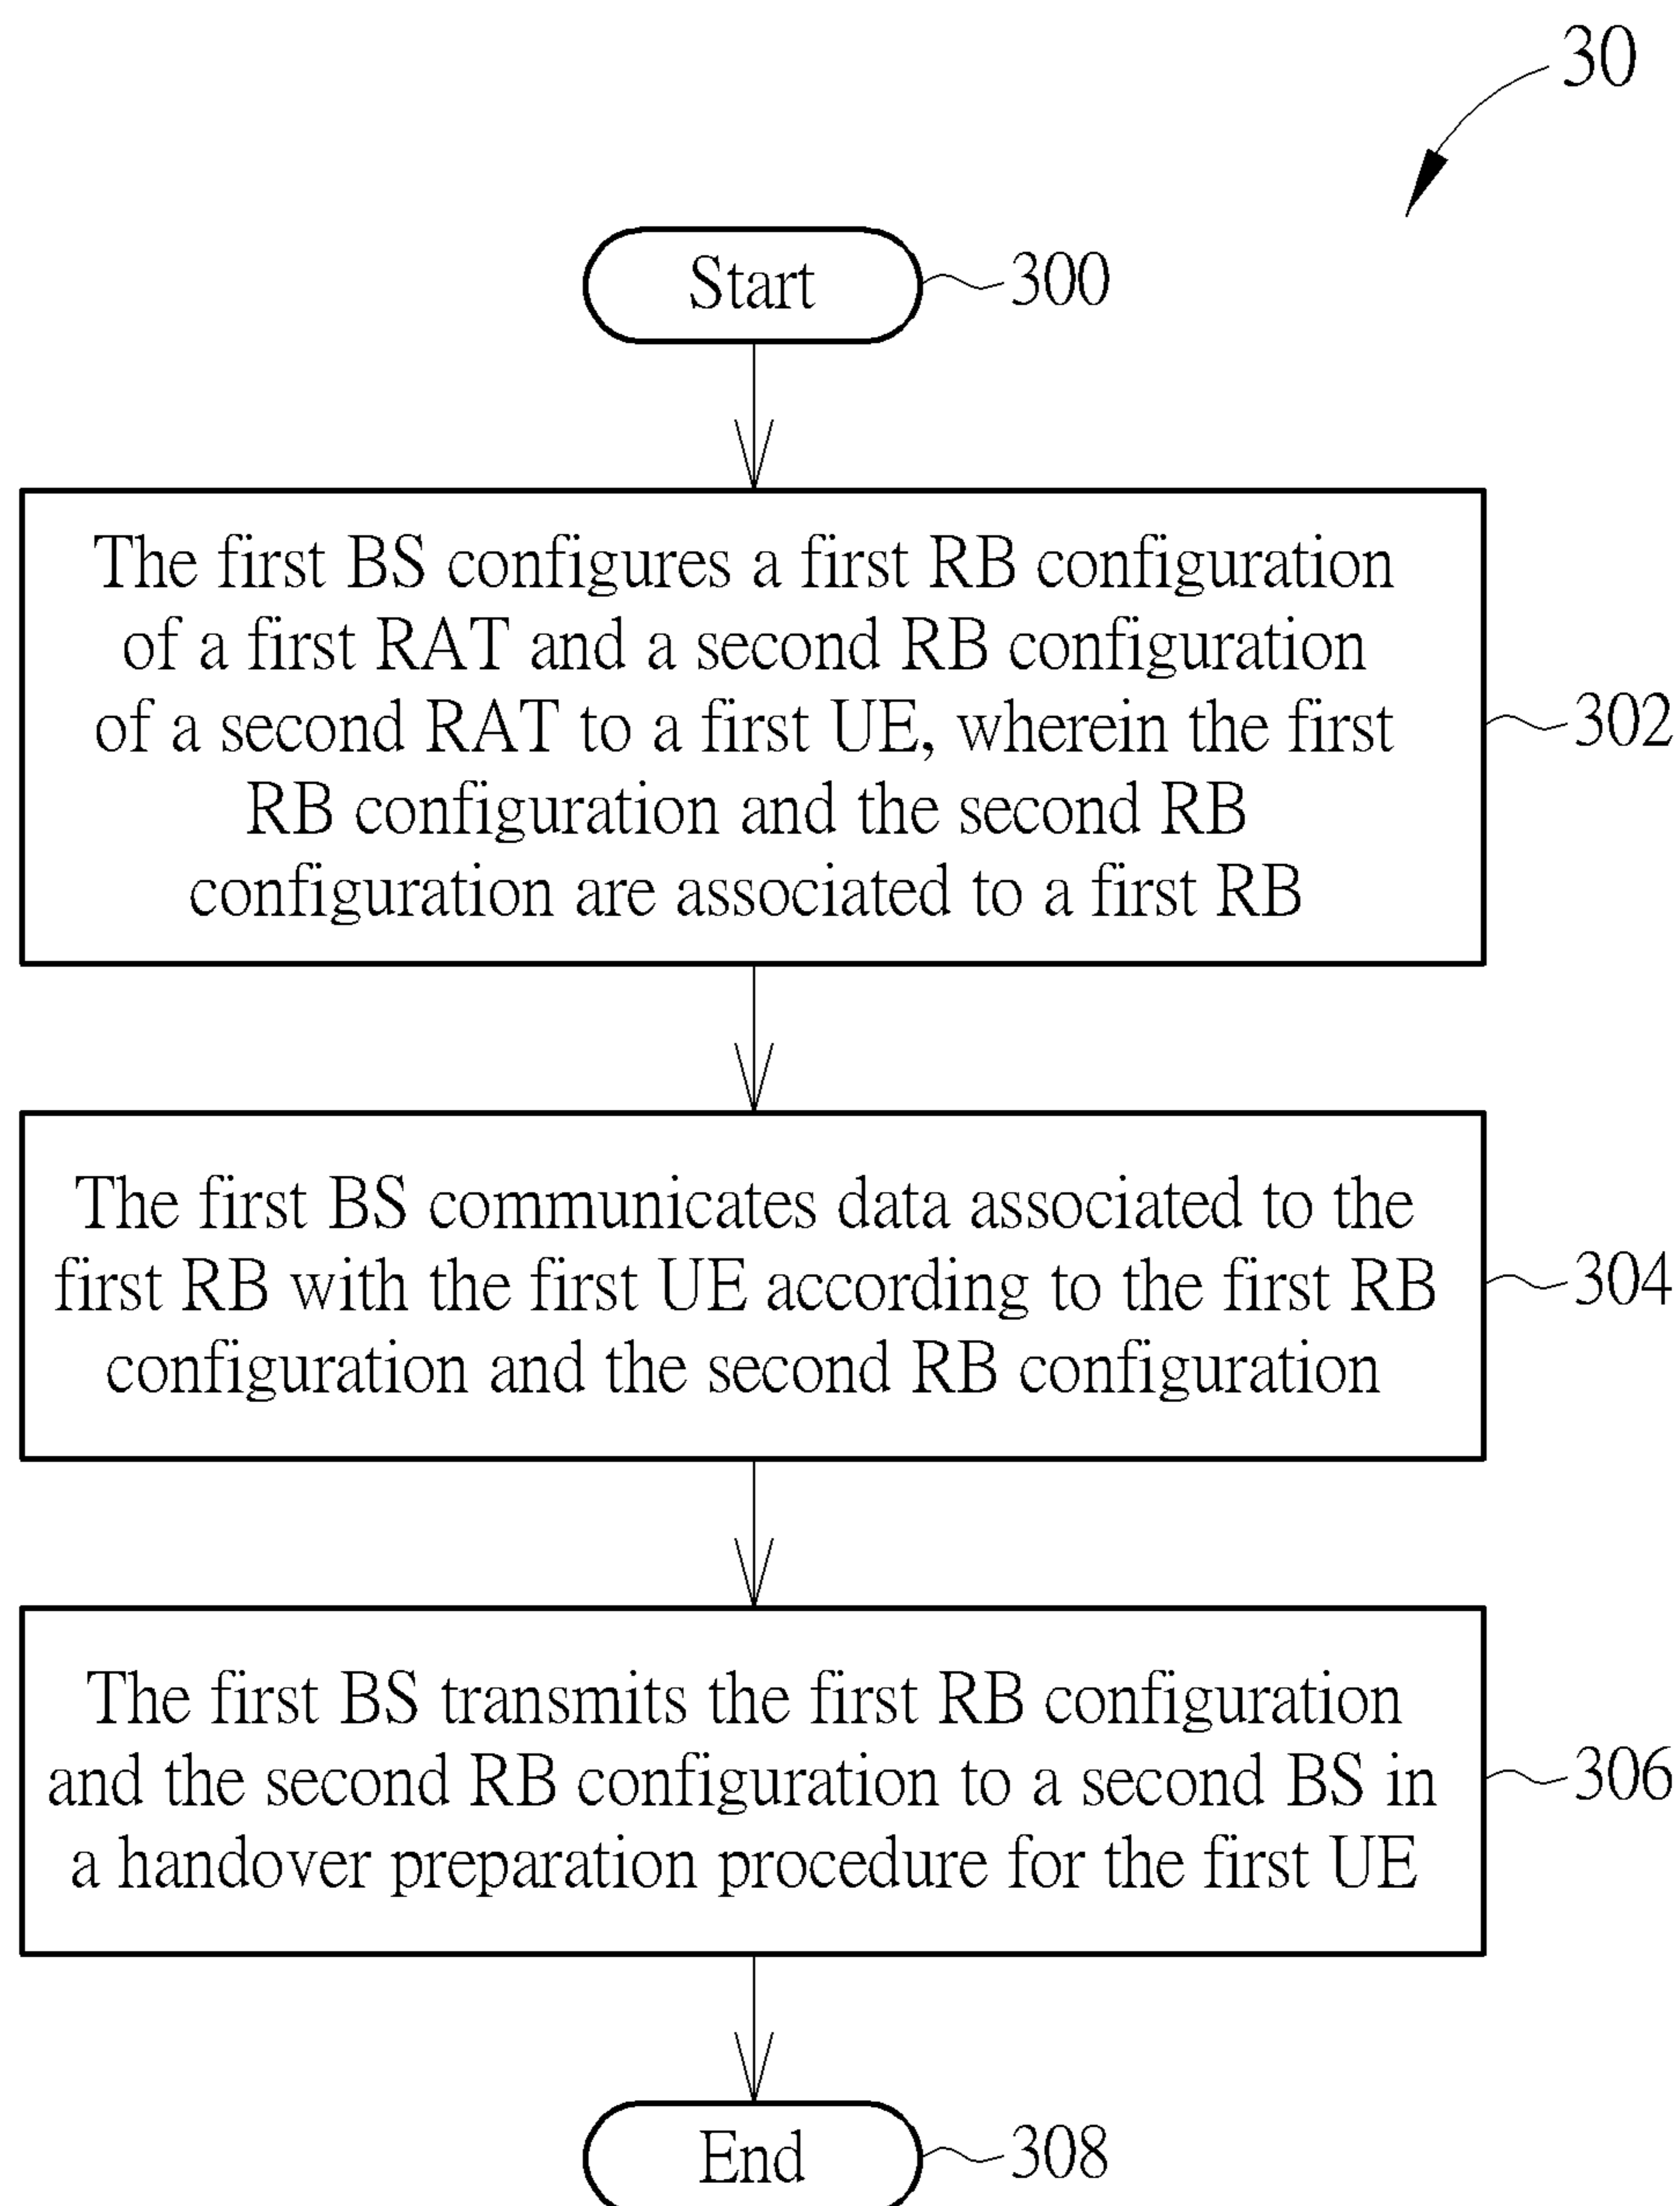 30
Start
300
The first BS configures a first RB configuration
of a first RAT and a second RB configuration
of a second RAT to a first UE, wherein the first
RB configuration and the second RB
configuration are associated to a first RB
302
The first BS communicates data associated to the
first RB with the first UE according to the first RB
configuration and the second RB configuration
304
The first BS transmits the first RB configuration
and the second RB configuration to a second BS in
a handover preparation procedure for the first UE
306
End
308